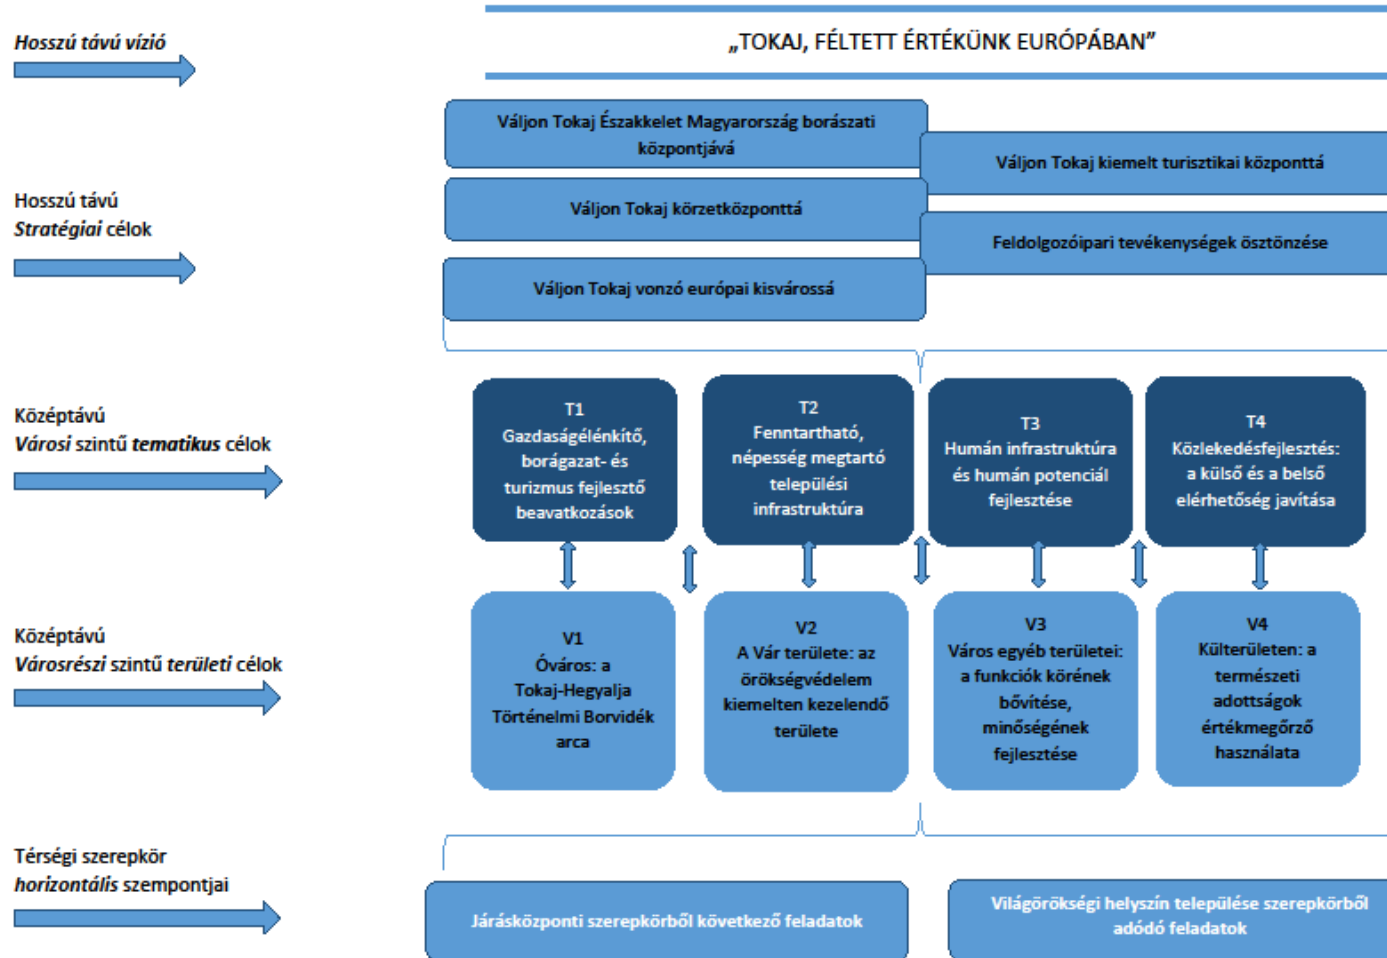 Hosszú távú vízió
„TOKAJ, FÉLTETT ÉRTÉKÜNK EURÓPÁBAN”
Hosszú távú
Stratégiai célok
Váljon Tokaj Északkelet Magyarország borászati
központjává
Váljon Tokaj kiemelt turisztikai központtá
Váljon Tokaj körzetközponttá
Feldolgozóipari tevékenységek ösztönzése
Váljon Tokaj vonzó európai kisvárossá
Középtávú
Városi szintű tematikus célok
T1
Gazdaságélénkítő,
borágazat- és
turizmus fejlesztő
beavatkozások
T2
Fenntartható,
népesség megtartó
települési
infrastruktúra
T3
Humán infrastruktúra
és humán potenciál
fejlesztése
T4
Közlekedésfejlesztés:
a külső és a belső
elérhetőség javítása
Középtávú
Városrészi szintű területi célok
V1
Óváros: a
Tokaj-Hegyalja
Történelmi Borvidék
arca
V2
A Vár területe: az
örökségvédelem
kiemelten kezelendő
területe
V3
Város egyéb területei:
a funkciók körének
bővítése,
minőségének
fejlesztése
V4
Külterületen: a
természeti
adottságok
értékmegőrző
használata
Térségi szerepkör
horizontális szempontjai
Járásközponti szerepkörből következő feladatok
Világörökségi helyszín települése szerepkörből
adódó feladatok